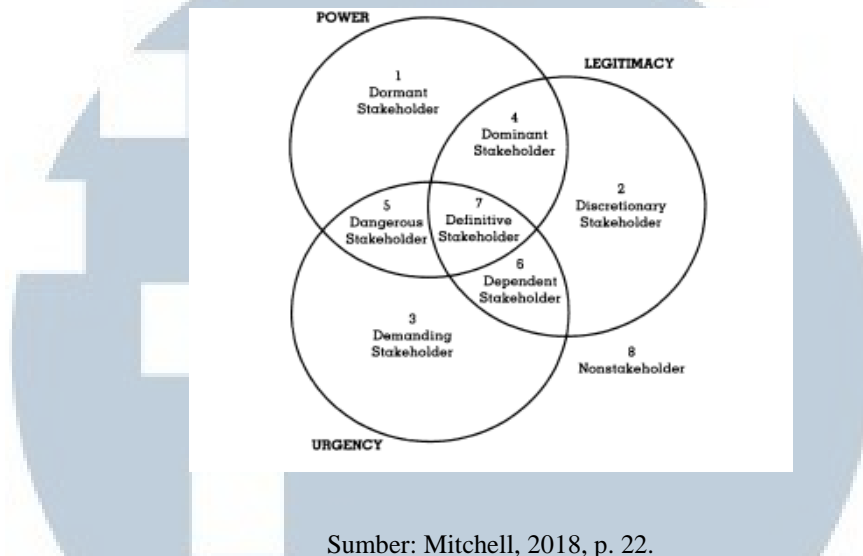 POWER
LEGITIMACY
1
Dormant
Stakeholder
4
Dominant
Stakeholder
2
Discretionary
Stakeholder
5
Dangerous
Stakeholder
7
Definitive
Stakeholder
6
Dependent
Stakeholder
3
Demanding
Stakeholder
8
Nonstakeholder
URGENCY
Sumber: Mitchell, 2018, p. 22.